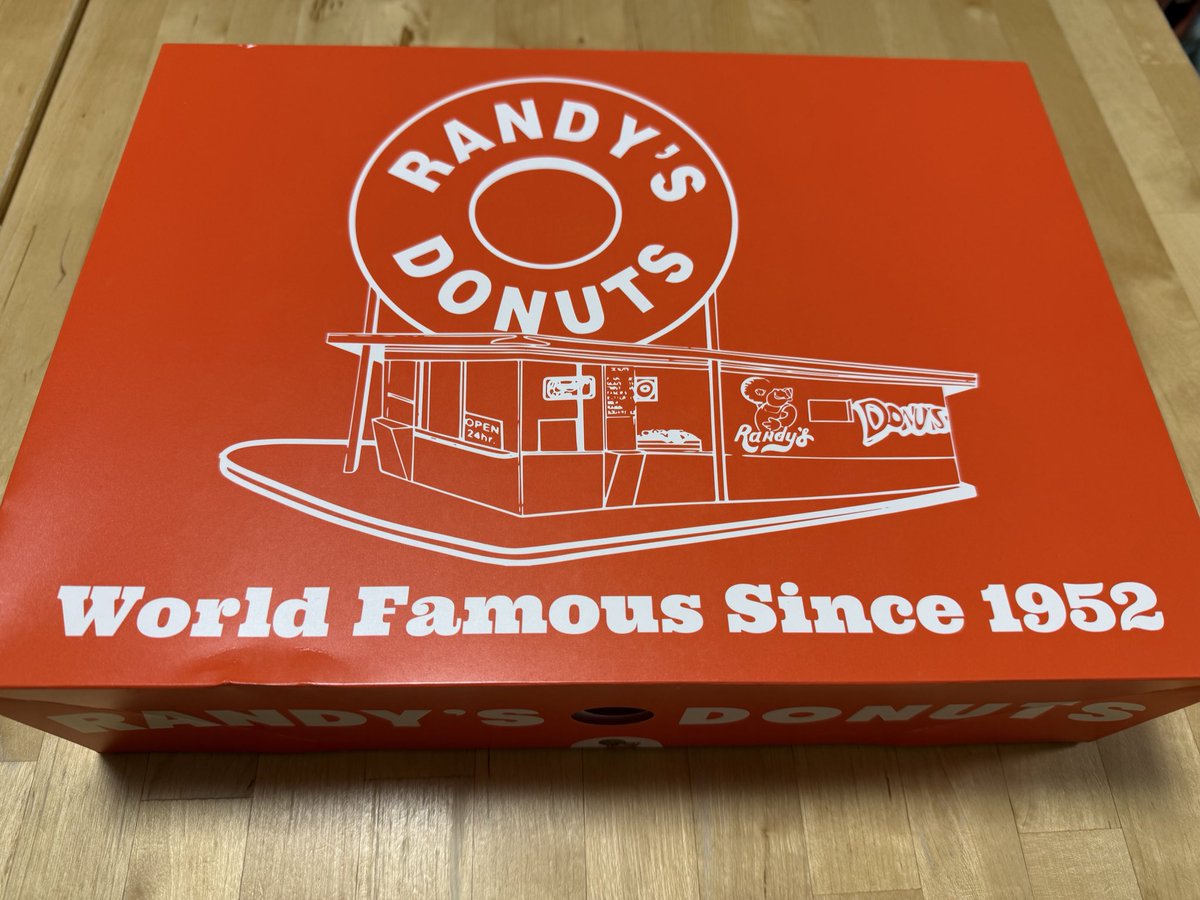 RANDY'S
DONUTS
OPEN
24hr.
Randy's
DONUTS
World Famous Since 1952
RANDY'S DONUTS